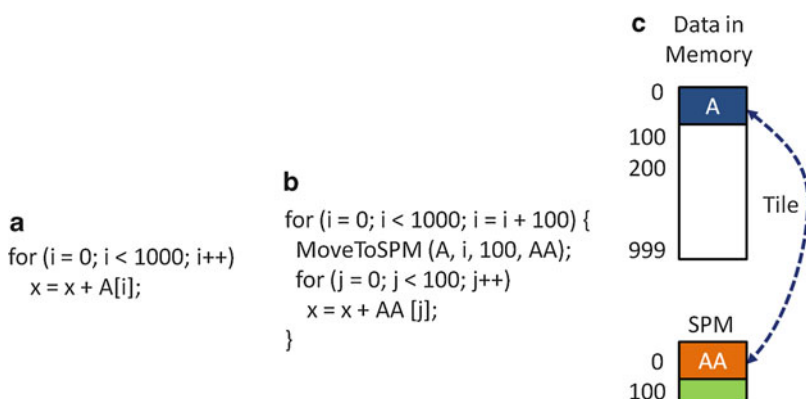 a
for (i = 0; i < 1000; i++)
x = x + A[i];
b
for (i = 0; i < 1000; i = i + 100) {
MoveToSPM (A, i, 100, AA);
for (j = 0; j < 100; j++)
x = x + AA [j];
}
c
Data in
Memory
0
A
100
200
Tile
999
SPM
0
AA
100